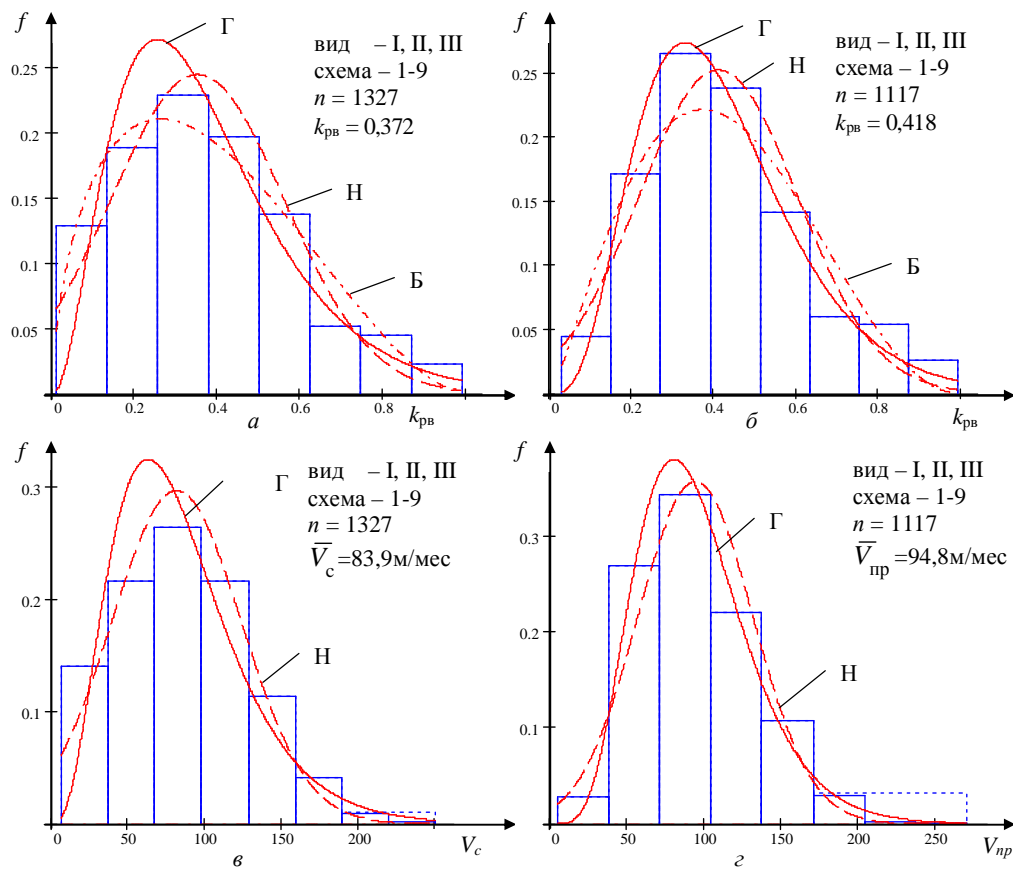 f
Г
вид – I, II, III
схема – 1-9
n = 1327
kрв = 0,372
0.25
0.2
0.15
0.1
0.05
Н
Б
0
0.2
0.4
0.6
0.8
kрв
а
f
Г
Н
вид – I, II, III
схема – 1-9
n = 1117
kрв = 0,418
0.25
0.2
0.15
0.1
0.05
Б
0.2
0.4
0.6
0.8
kрв
б
f
Г
вид – I, II, III
схема – 1-9
n = 1327
V̅с =83,9м/мес
0.3
0.2
0.1
Н
0
50
100
150
200
Vс
в
f
Г
вид – I, II, III
схема – 1-9
n = 1117
V̅пр =94,8м/мес
0.3
0.2
0.1
Н
0
50
100
150
200
250
Vпр
г